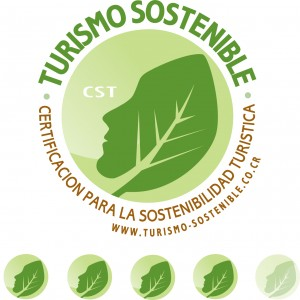 • TURISMO SOSTENIBLE •
CST
CERTIFICACION PARA LA SOSTENIBILIDAD TURISTICA
WWW.TURISMO-SOSTENIBLE.CO.CR